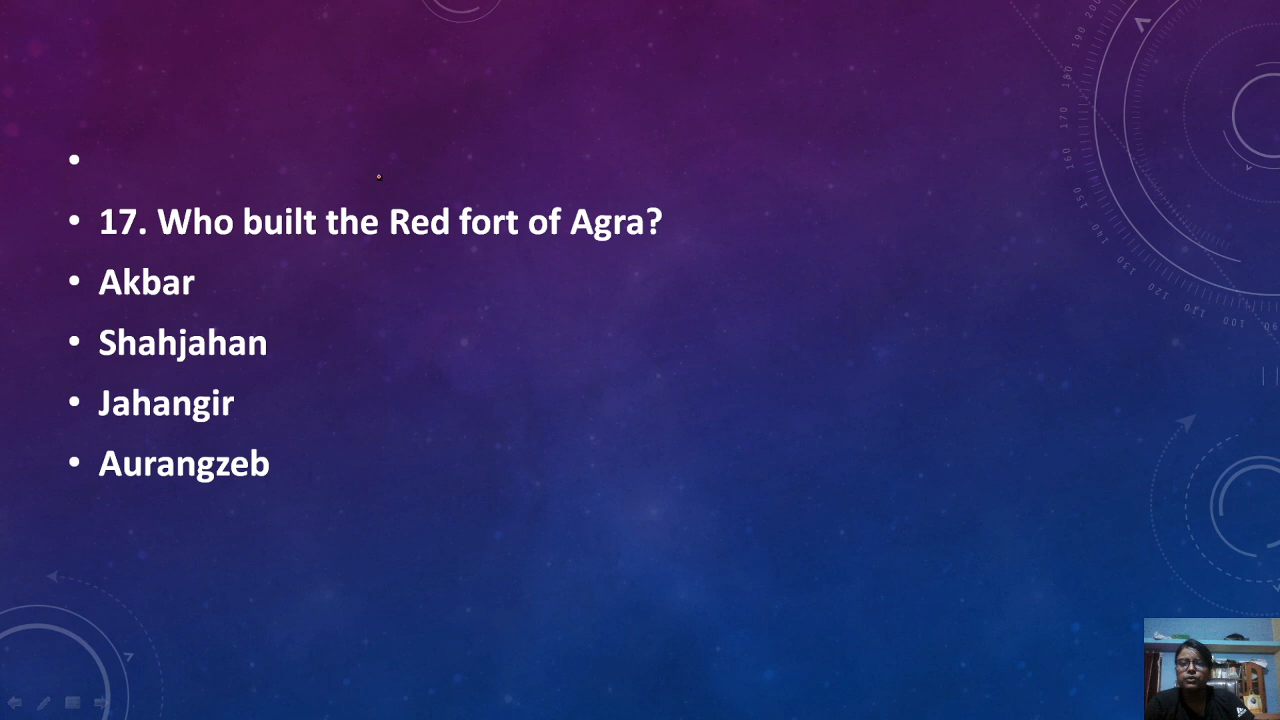 17. Who built the Red fort of Agra?
Akbar
Shahjahan
Jahangir
Aurangzeb